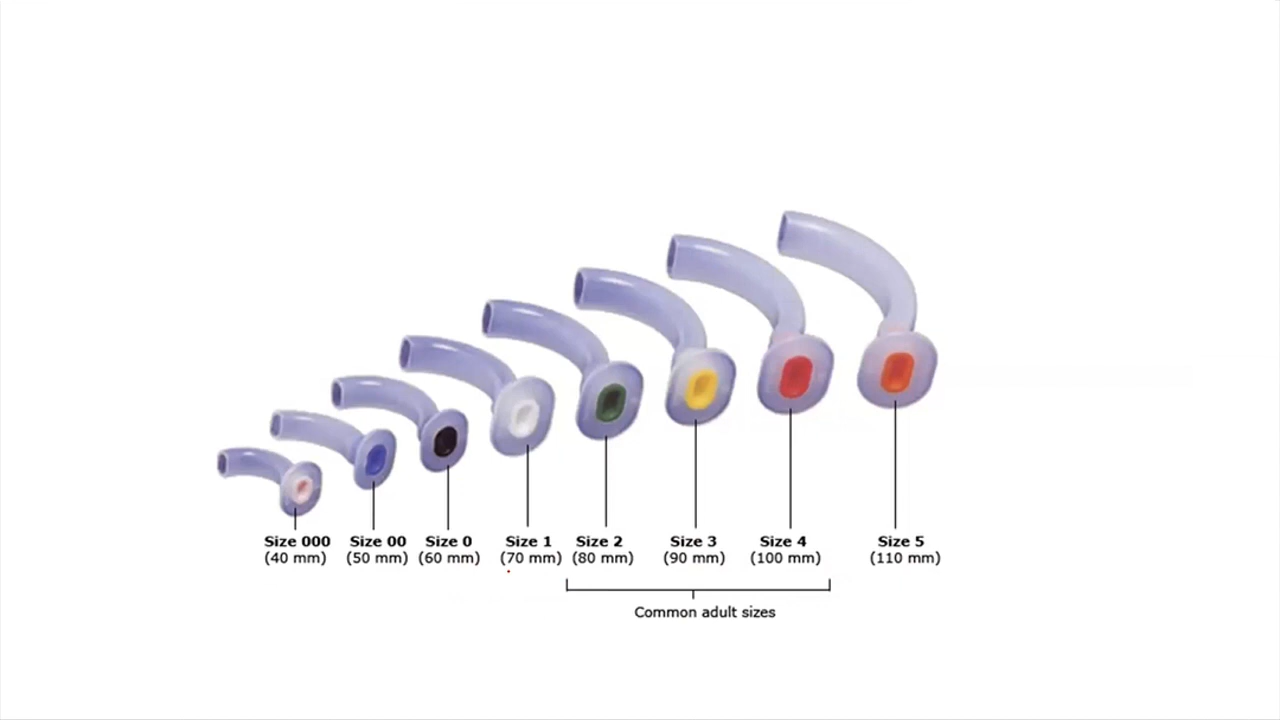 Size 000 Size 00 Size 0 Size 1 Size 2 Size 3 Size 4 Size 5
(40 mm) (50 mm) (60 mm) (70 mm) (80 mm) (90 mm) (100 mm) (110 mm)
Common adult sizes